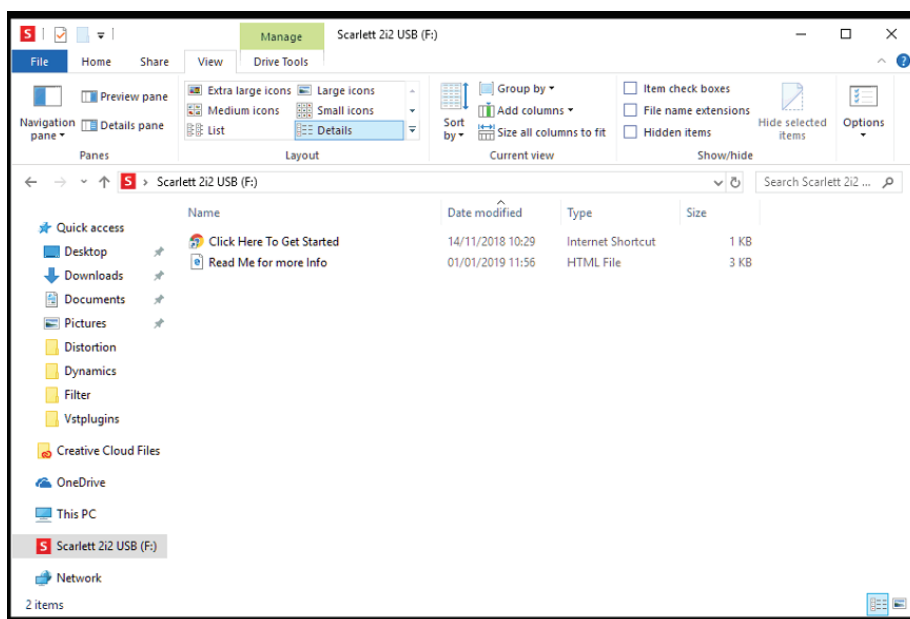 S Manage Scarlett 2i2 USB (F:)
File Home Share View Drive Tools
Preview pane
Details pane
Navigation
pane
Panes
Extra large icons Large icons
Medium icons Small icons
List Details
Layout
Sort
by
Group by
Add columns
Size all columns to fit
Current view
Item check boxes
File name extensions
Hidden items
Hide selected
items
Show/hide
Options
S Scarlett 2i2 USB (F:) Search Scarlett 2i2 ...
Quick access
Desktop
Downloads
Documents
Pictures
Distortion
Dynamics
Filter
Vstplugins
Creative Cloud Files
OneDrive
This PC
S Scarlett 2i2 USB (F:)
Network
Name Date modified Type Size
Click Here To Get Started 14/11/2018 10:29 Internet Shortcut 1 KB
Read Me for more Info 01/01/2019 11:56 HTML File 3 KB
2 items